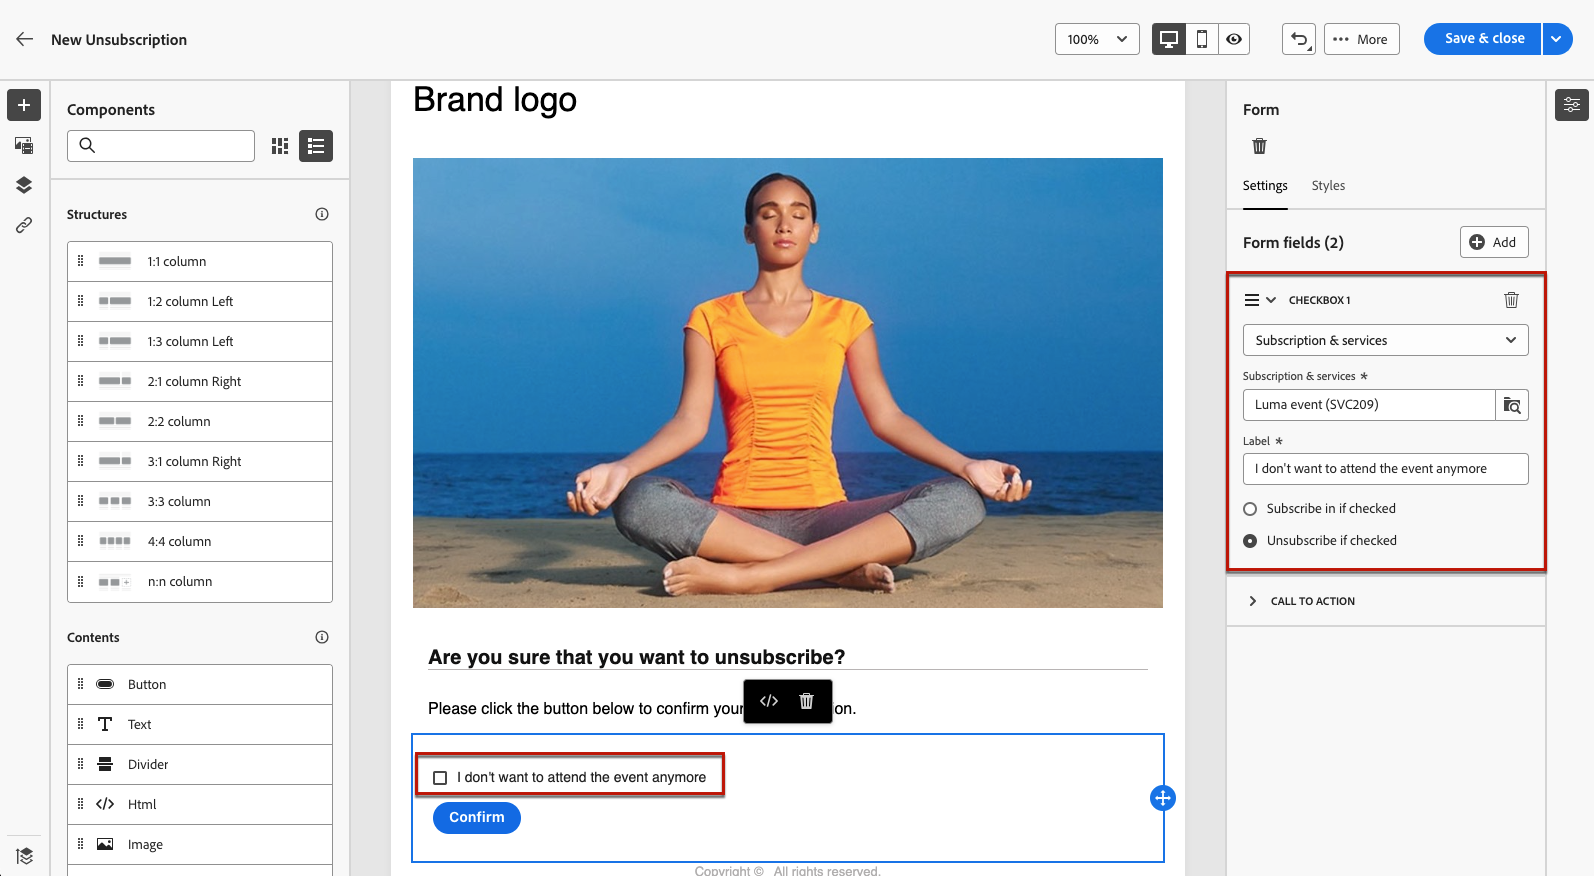 New Unsubscription
100%
More
Save & close
Components
Structures
1:1 column
1:2 column Left
1:3 column Left
2:1 column Right
2:2 column
3:1 column Right
3:3 column
4:4 column
n:n column
Contents
Button
Text
Divider
Html
Image
Brand logo
Are you sure that you want to unsubscribe?
Please click the button below to confirm your on.
I don't want to attend the event anymore
Confirm
Copyright © All rights reserved.
Form
Settings Styles
Form fields (2)
Add
CHECKBOX 1
Subscription & services
Subscription & services *
Luma event (SVC209)
Label *
I don't want to attend the event anymore
Subscribe in if checked
Unsubscribe if checked
CALL TO ACTION